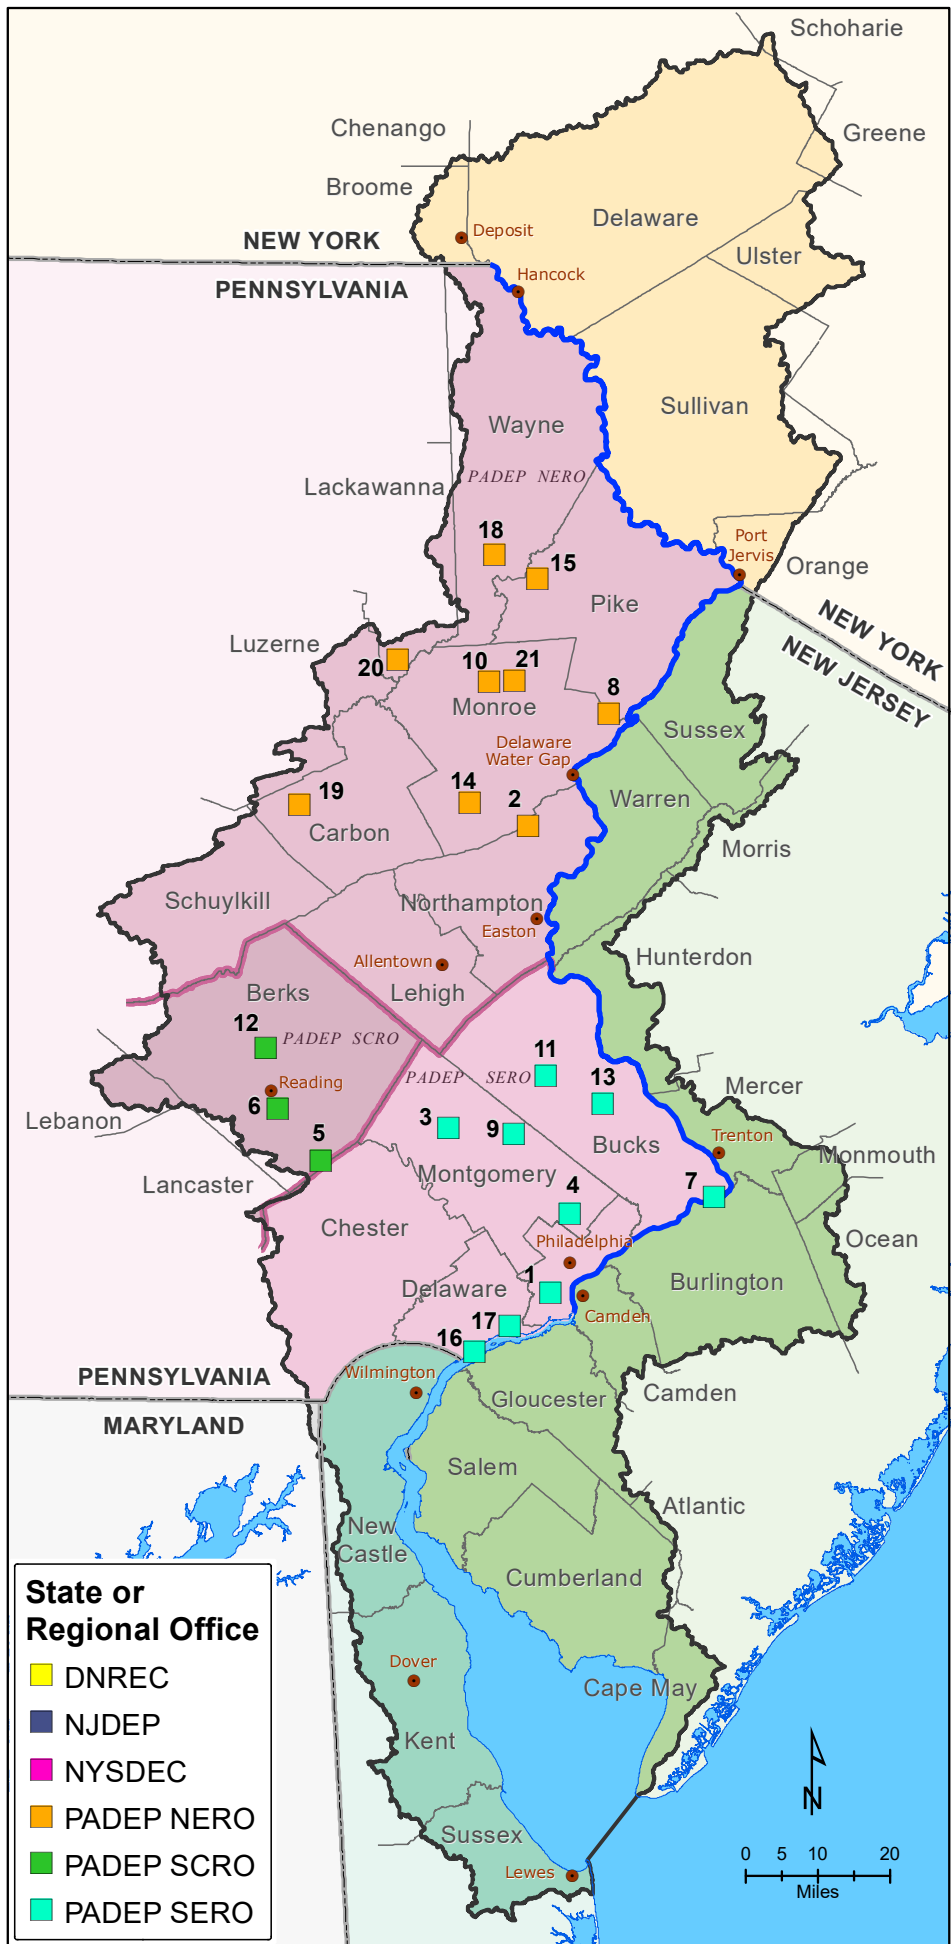 Schoharie
Chenango
Greene
Broome
Delaware
Deposit
NEW YORK
Ulster
Hancock
PENNSYLVANIA
Sullivan
Wayne
PADEP NERO
Lackawanna
18
Port
Jervis
15
Orange
Pike
NEW YORK
Luzerne
NEW JERSEY
20
10
21
8
Monroe
Sussex
Delaware
Water Gap
19
14
2
Warren
Carbon
Morris
Schuylkill
Northampton
Easton
Hunterdon
Allentown
Lehigh
Berks
12
PADEP SCRO
11
PADEP SERO
13
Reading
Mercer
6
Lebanon
3
9
5
Bucks
Trenton
Monmouth
Montgomery
Lancaster
7
4
Chester
Philadelphia
Ocean
Delaware
1
Burlington
Camden
17
16
PENNSYLVANIA
Wilmington
Gloucester
Camden
MARYLAND
Salem
Atlantic
New
Castle
Cumberland
Dover
Cape May
Kent
Sussex
Lewes
State or
Regional Office
DNREC
NJDEP
NYSDEC
PADEP NERO
PADEP SCRO
PADEP SERO
N
0 5 10 20
Miles